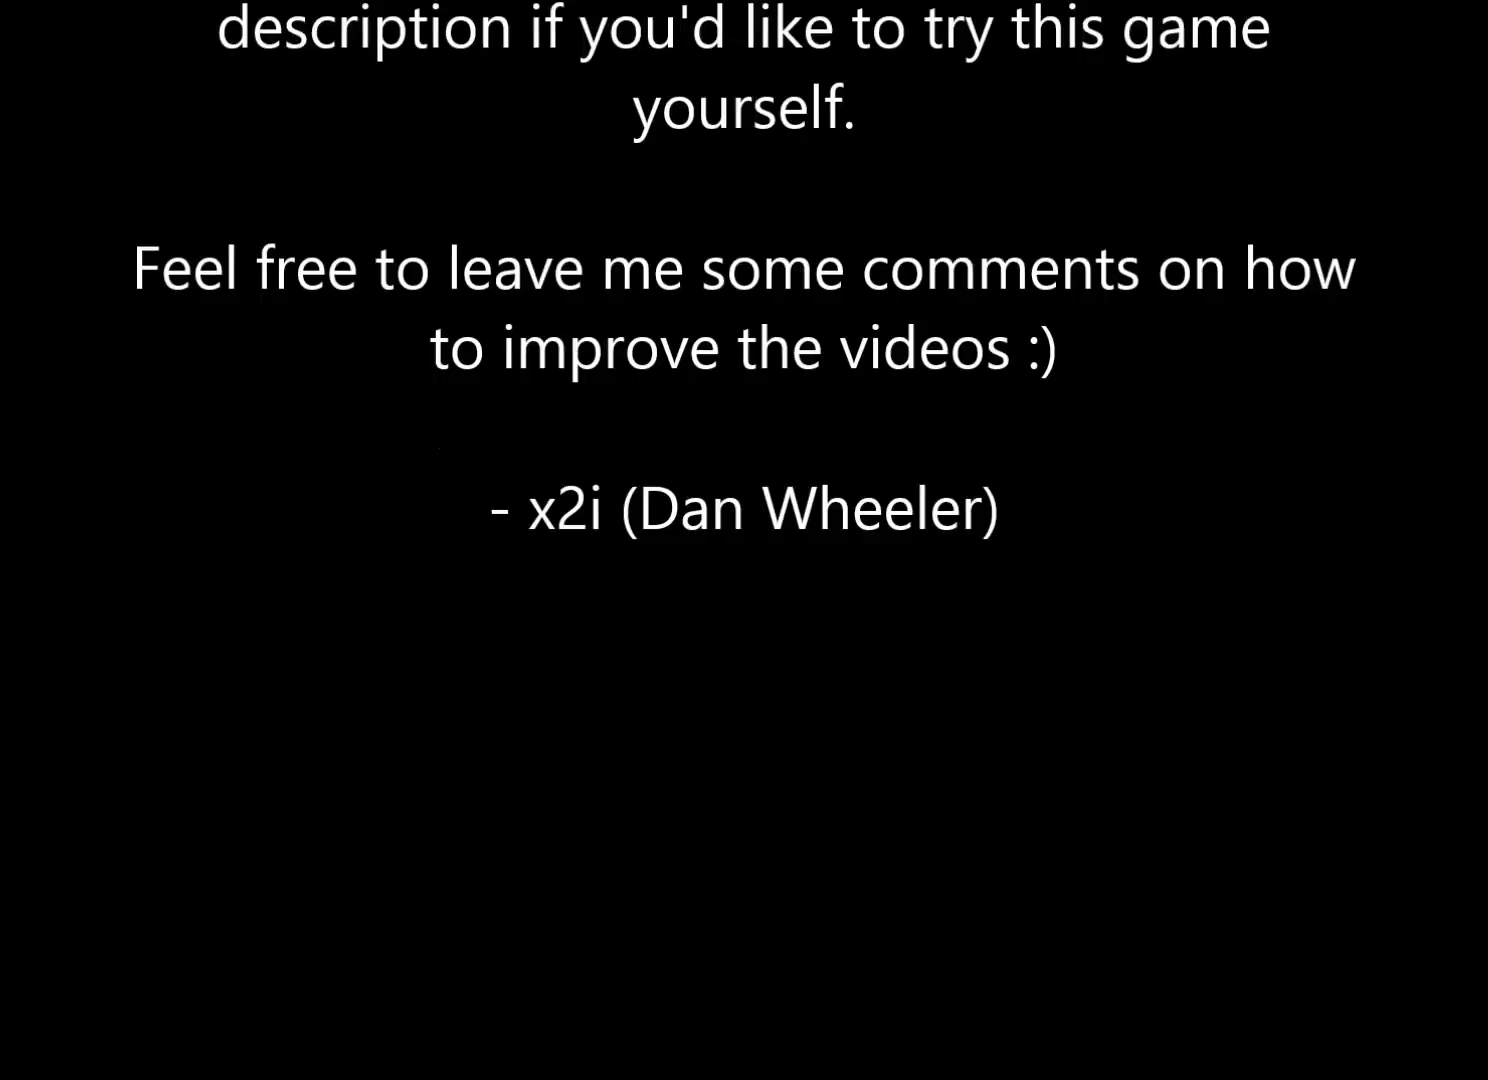 description if you'd like to try this game
yourself.
Feel free to leave me some comments on how
to improve the videos :)
- x2i (Dan Wheeler)